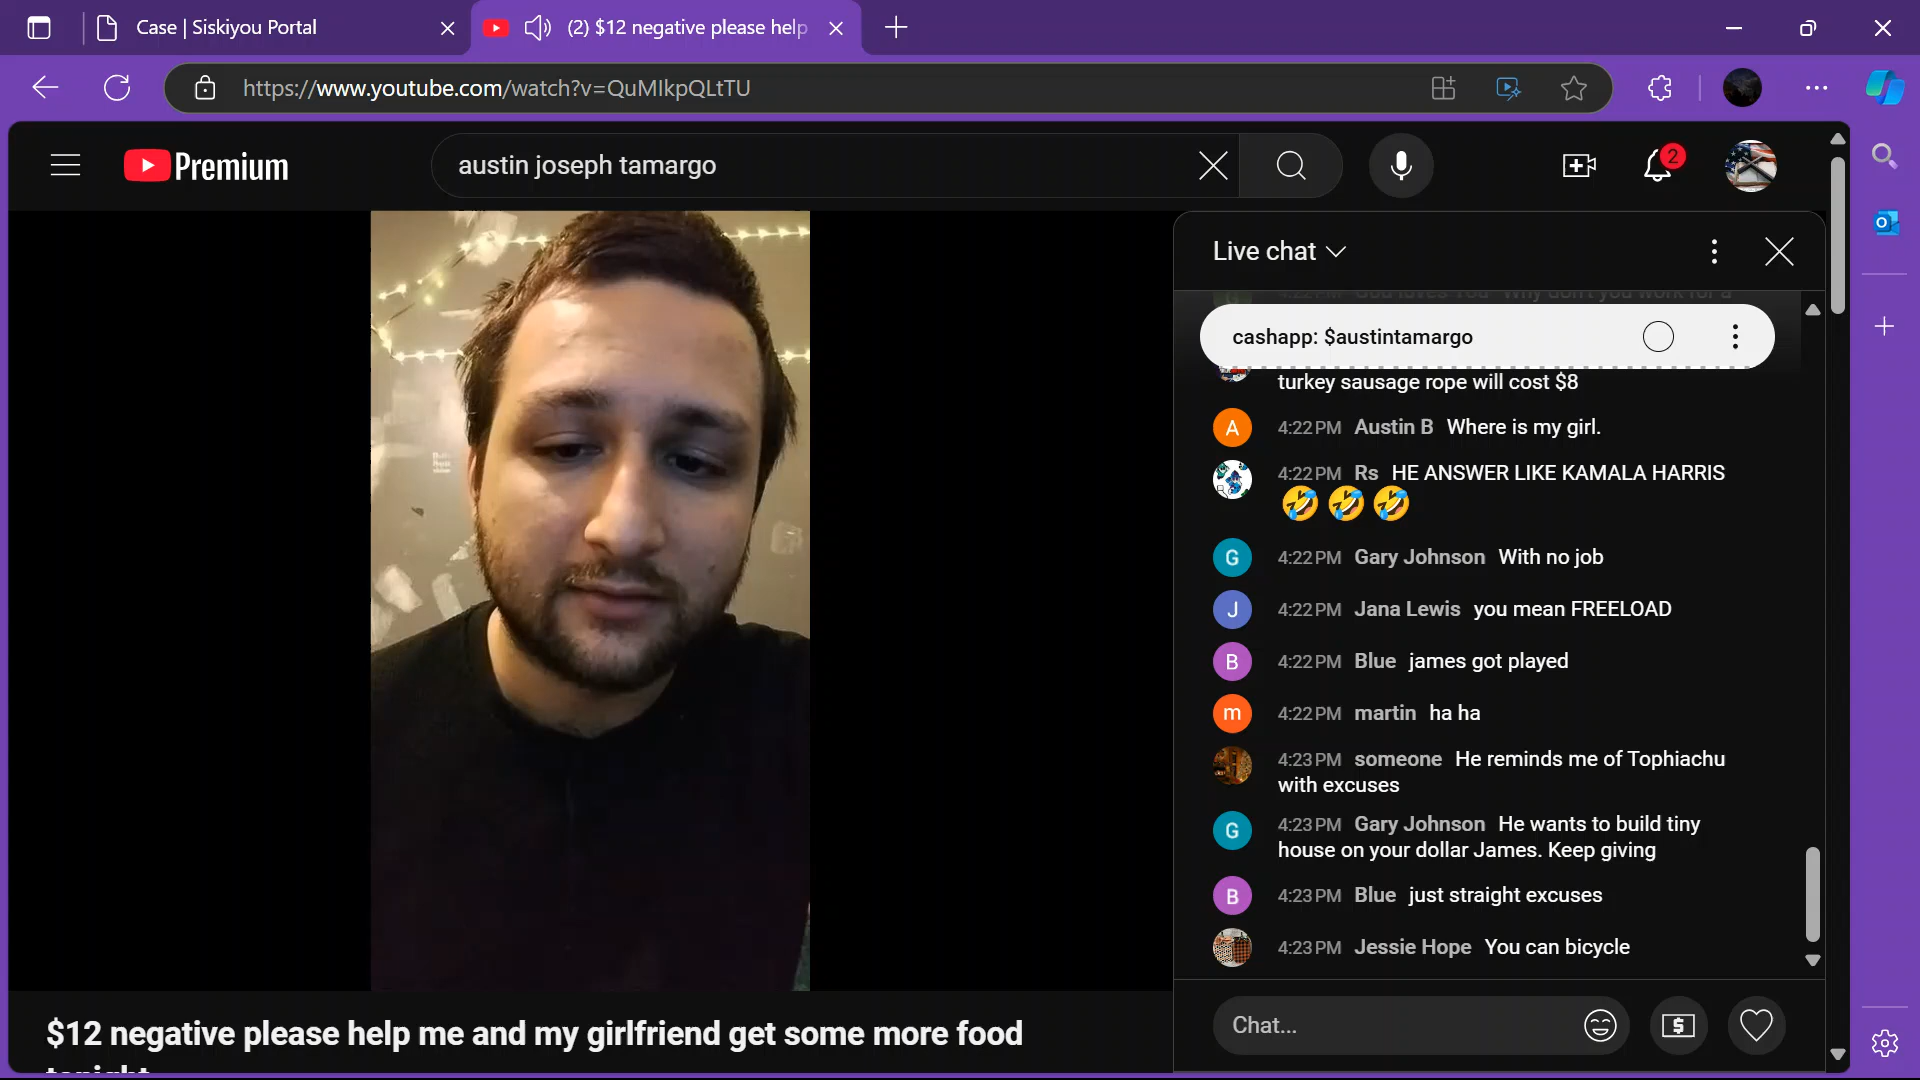 Case | Siskiyou Portal
(2) $12 negative please help
https://www.youtube.com/watch?v=QuMIkpQLtTU
Premium
austin joseph tamargo
2
Live chat
cashapp: $austintamargo
turkey sausage rope will cost $8
A 4:22 PM Austin B Where is my girl.
4:22 PM Rs HE ANSWER LIKE KAMALA HARRIS
🤣🤣🤣
G 4:22 PM Gary Johnson With no job
J 4:22 PM Jana Lewis you mean FREELOAD
B 4:22 PM Blue james got played
m 4:22 PM martin ha ha
4:23 PM someone He reminds me of Tophiachu
with excuses
G 4:23 PM Gary Johnson He wants to build tiny
house on your dollar James. Keep giving
B 4:23 PM Blue just straight excuses
4:23 PM Jessie Hope You can bicycle
Chat...
$12 negative please help me and my girlfriend get some more food